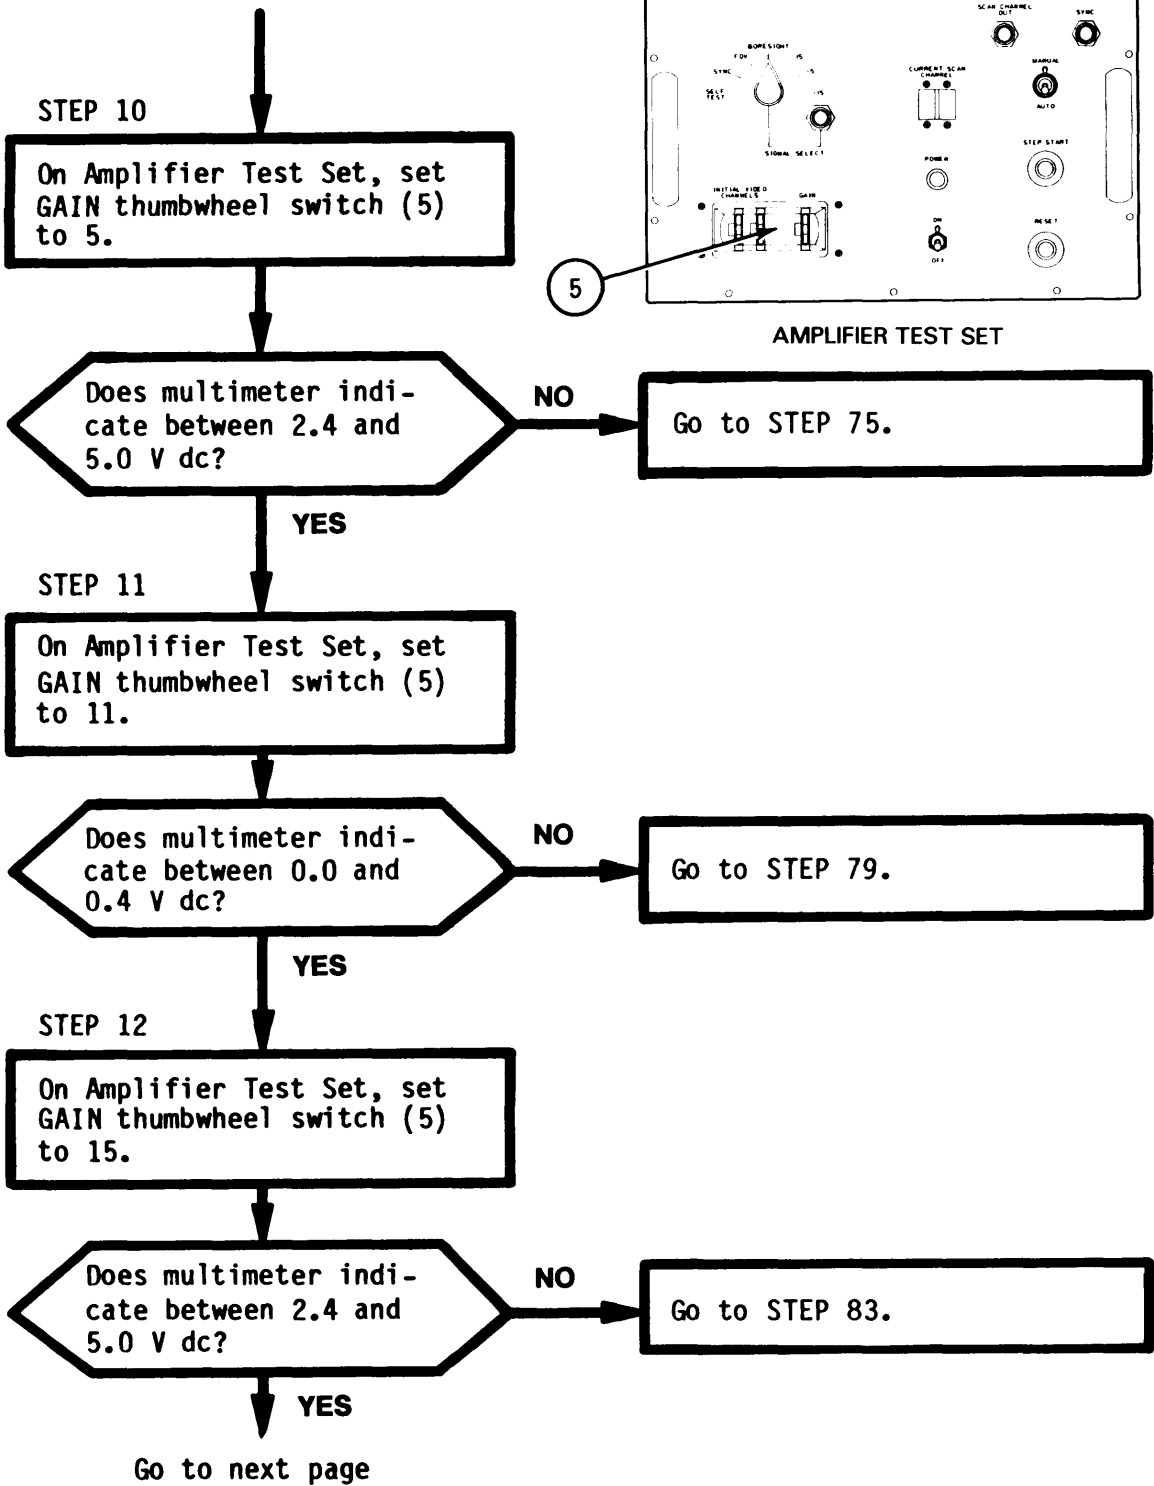 SCAN CHANNEL
OUT
SYNC
BORESIGHT
FOV
15
SYNC
15
SELF
TEST
15
SIGNAL SELECT
CURRENT SCAN
CHANNEL
MANUAL
AUTO
POWER
STEP START
INITIAL VIDEO
CHANNELS
GAIN
ON
OFF
RESET
5
AMPLIFIER TEST SET
STEP 10
On Amplifier Test Set, set
GAIN thumbwheel switch (5)
to 5.
Does multimeter indi-
cate between 2.4 and
5.0 V dc?
NO
Go to STEP 75.
YES
STEP 11
On Amplifier Test Set, set
GAIN thumbwheel switch (5)
to 11.
Does multimeter indi-
cate between 0.0 and
0.4 V dc?
NO
Go to STEP 79.
YES
STEP 12
On Amplifier Test Set, set
GAIN thumbwheel switch (5)
to 15.
Does multimeter indi-
cate between 2.4 and
5.0 V dc?
NO
Go to STEP 83.
YES
Go to next page